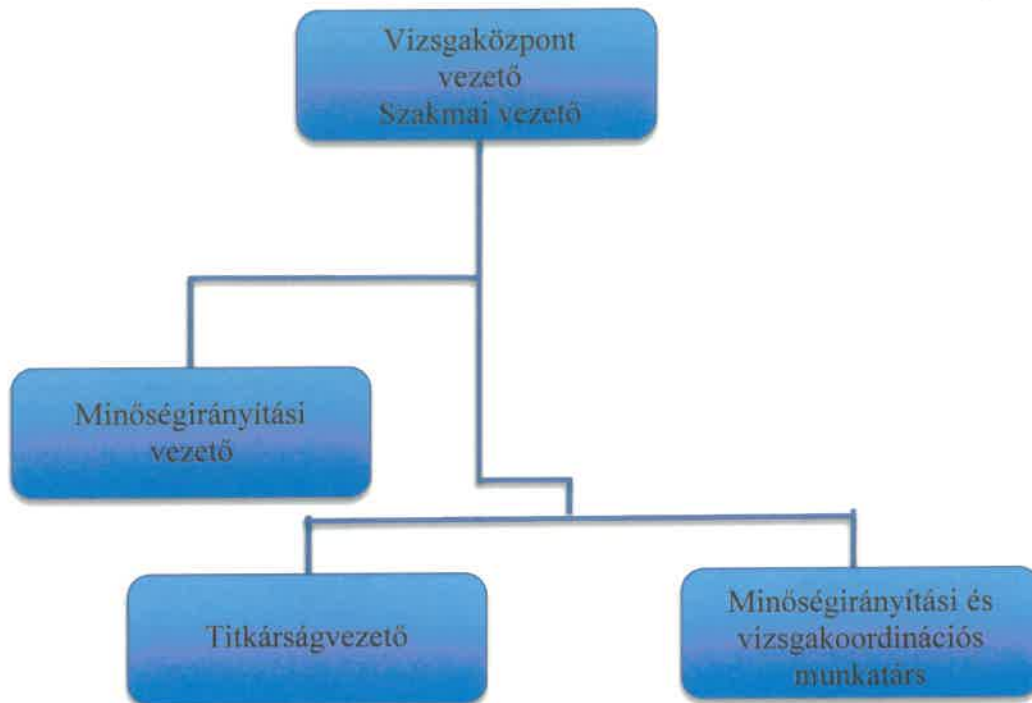 Vizsgaközpont
vezető
Szakmai vezető
Minőségirányítási
vezető
Titkárságvezető
Minőségirányítási és
vizsgakoordinációs
munkatárs